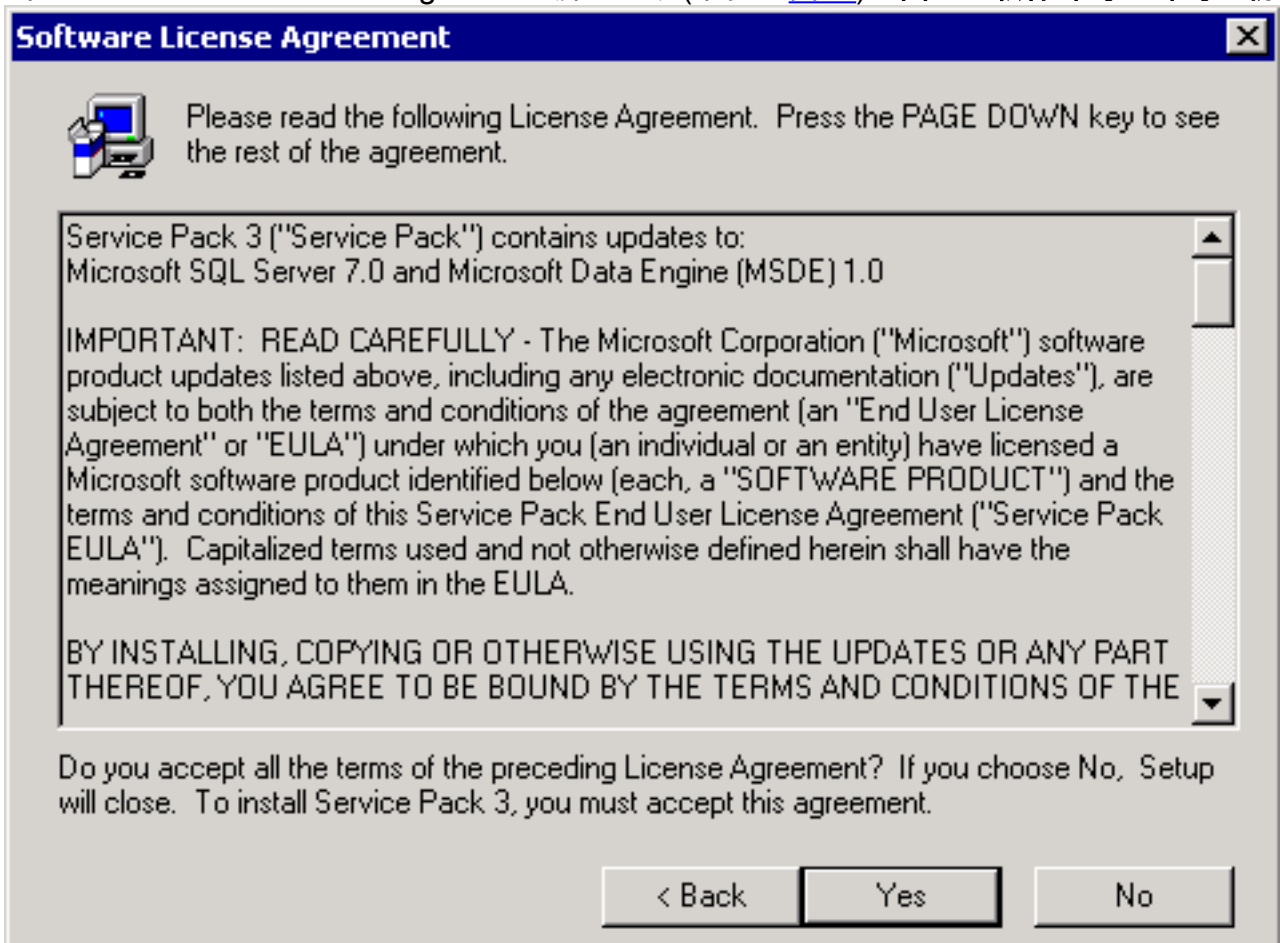 Software License Agreement
Please read the following License Agreement. Press the PAGE DOWN key to see
the rest of the agreement.
Service Pack 3 ("Service Pack") contains updates to:
Microsoft SQL Server 7.0 and Microsoft Data Engine (MSDE) 1.0
IMPORTANT: READ CAREFULLY - The Microsoft Corporation ("Microsoft") software
product updates listed above, including any electronic documentation ("Updates"), are
subject to both the terms and conditions of the agreement (an "End User License
Agreement" or "EULA") under which you (an individual or an entity) have licensed a
Microsoft software product identified below (each, a "SOFTWARE PRODUCT") and the
terms and conditions of this Service Pack End User License Agreement ("Service Pack
EULA"). Capitalized terms used and not otherwise defined herein shall have the
meanings assigned to them in the EULA.
BY INSTALLING, COPYING OR OTHERWISE USING THE UPDATES OR ANY PART
THEREOF, YOU AGREE TO BE BOUND BY THE TERMS AND CONDITIONS OF THE
Do you accept all the terms of the preceding License Agreement? If you choose No, Setup
will close. To install Service Pack 3, you must accept this agreement.
< Back
Yes
No